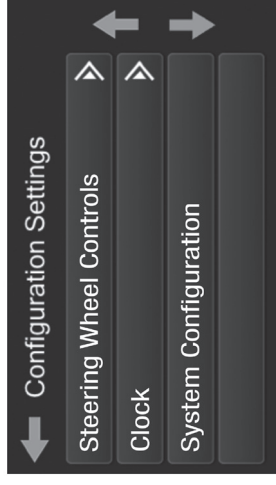 Configuration Settings
Steering Wheel Controls
Clock
System Configuration